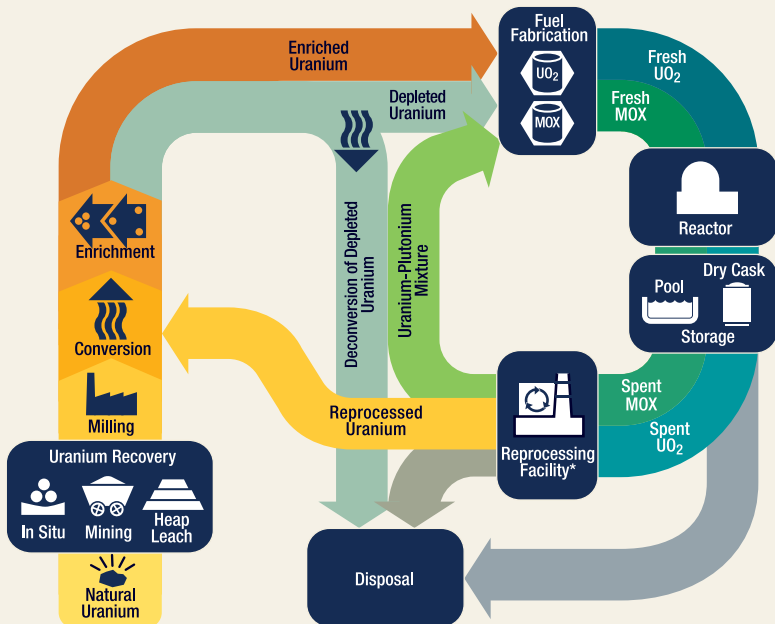 Fuel
Fabrication
UO2
MOX
Enriched
Uranium
Depleted
Uranium
Fresh
UO₂
Fresh
MOX
Reactor
Enrichment
Deconversion of Depleted
Uranium
Uranium-Plutonium
Mixture
Dry Cask
Pool
Storage
Conversion
Spent
MOX
Spent
UO₂
Milling
Reprocessed
Uranium
Reprocessing
Facility*
Uranium Recovery
In Situ
Mining
Heap
Leach
Disposal
Natural
Uranium